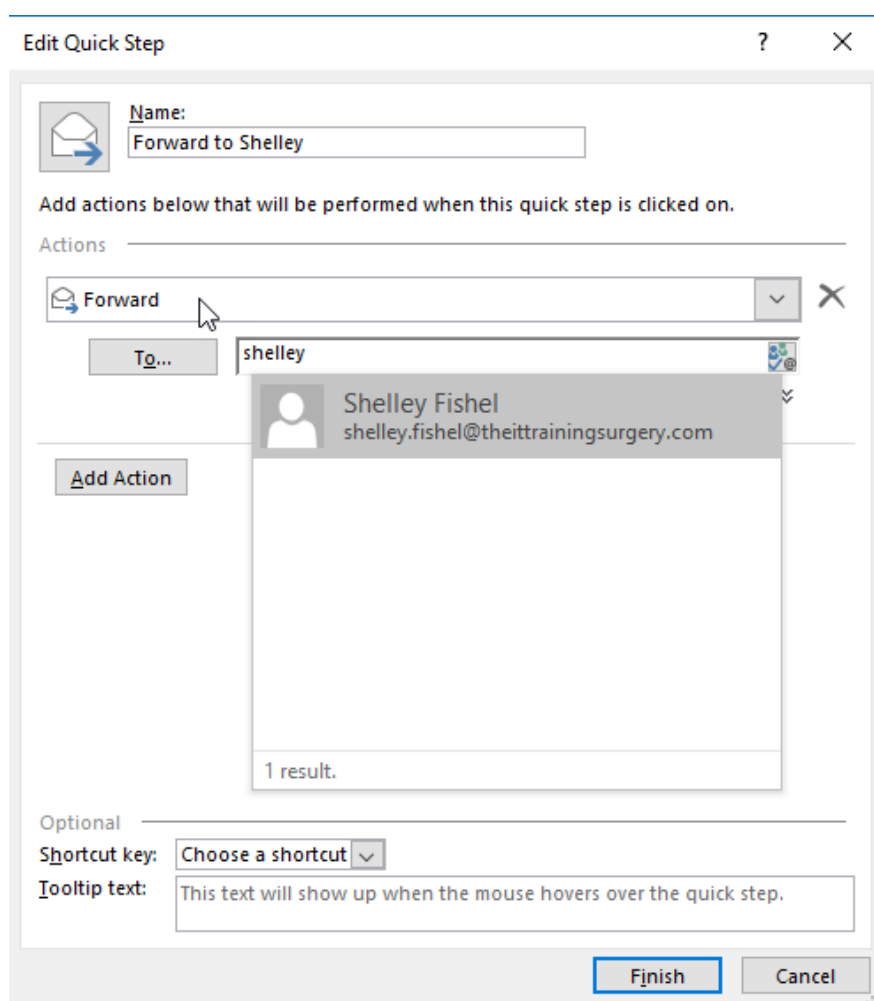 Edit Quick Step
?
Name:
Forward to Shelley
Add actions below that will be performed when this quick step is clicked on.
Actions
Forward
To...
shelley
@
Shelley Fishel
shelley.fishel@theittrainingsurgery.com
Add Action
1 result.
Optional
Shortcut key: Choose a shortcut
Tooltip text: This text will show up when the mouse hovers over the quick step.
Finish Cancel